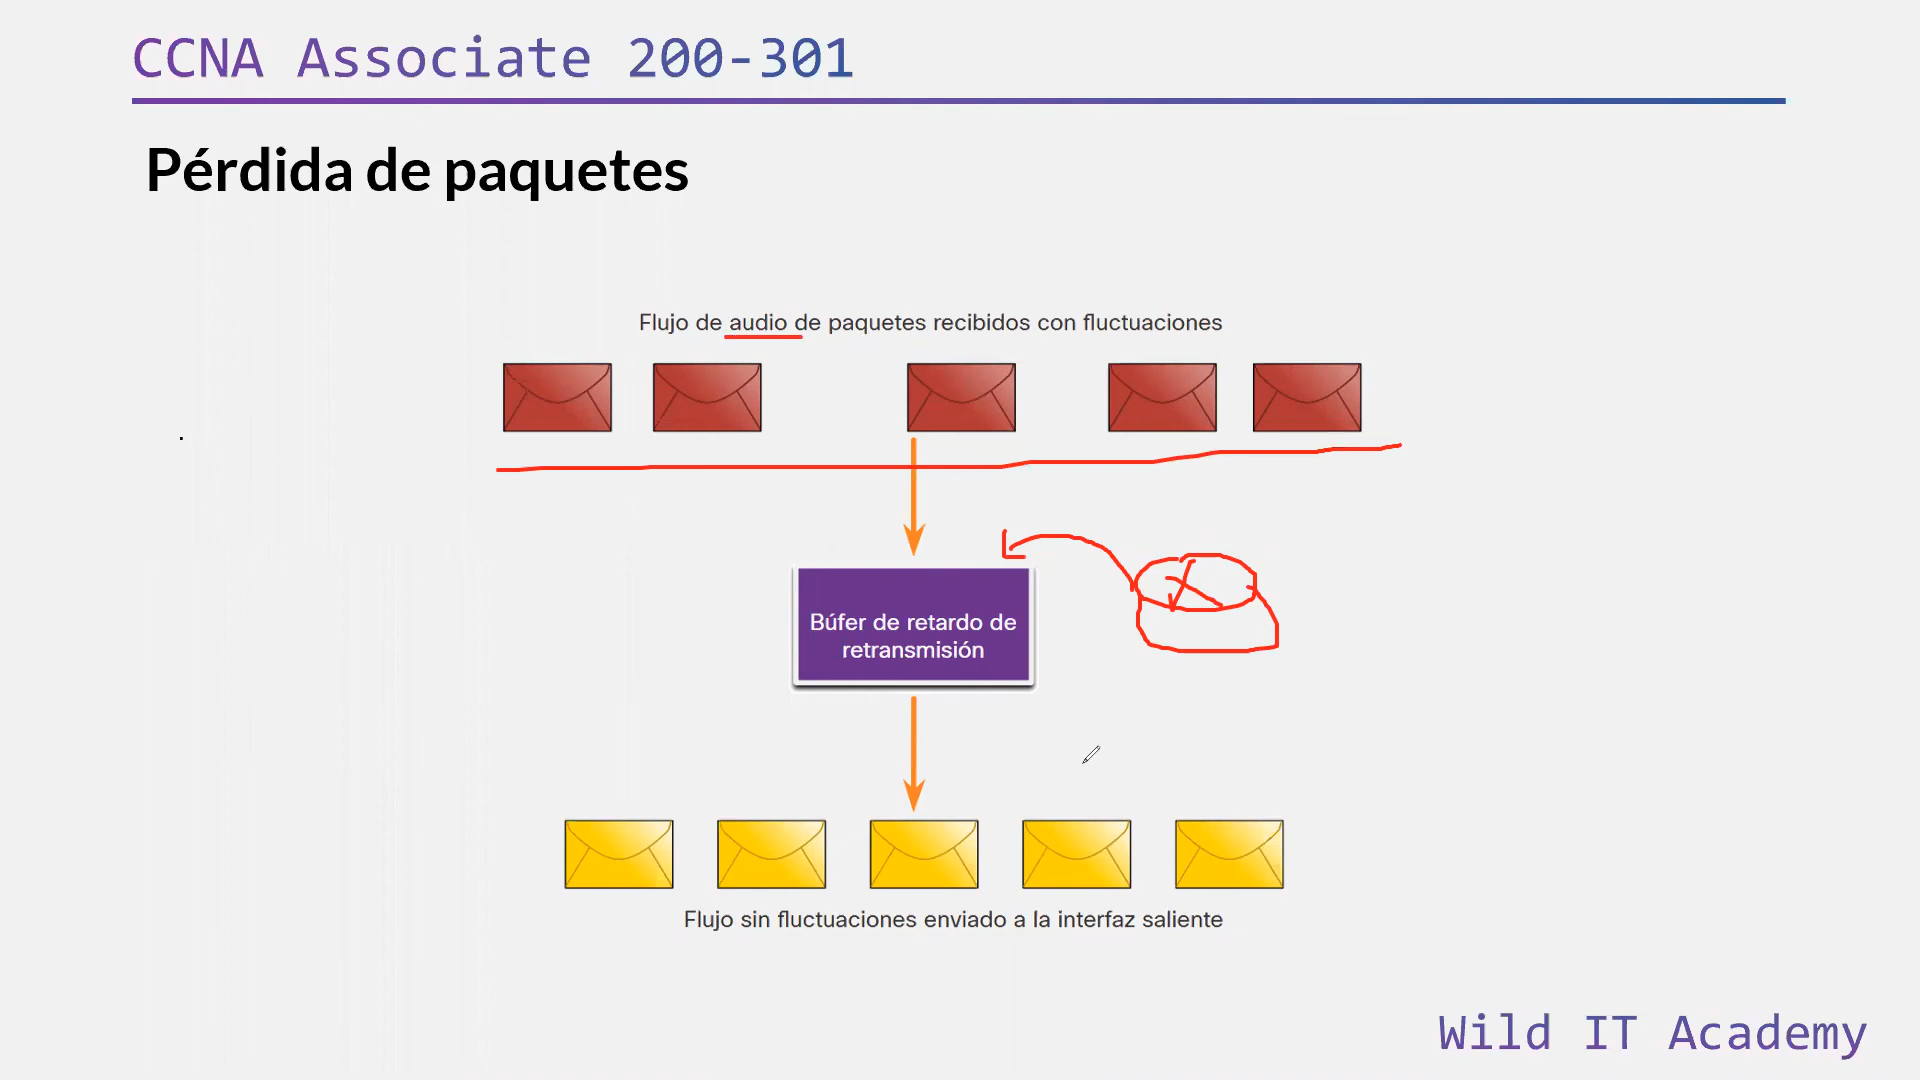 CCNA Associate 200-301
Pérdida de paquetes
Flujo de audio de paquetes recibidos con fluctuaciones
Búfer de retardo de
retransmisión
Flujo sin fluctuaciones enviado a la interfaz saliente
Wild IT Academy